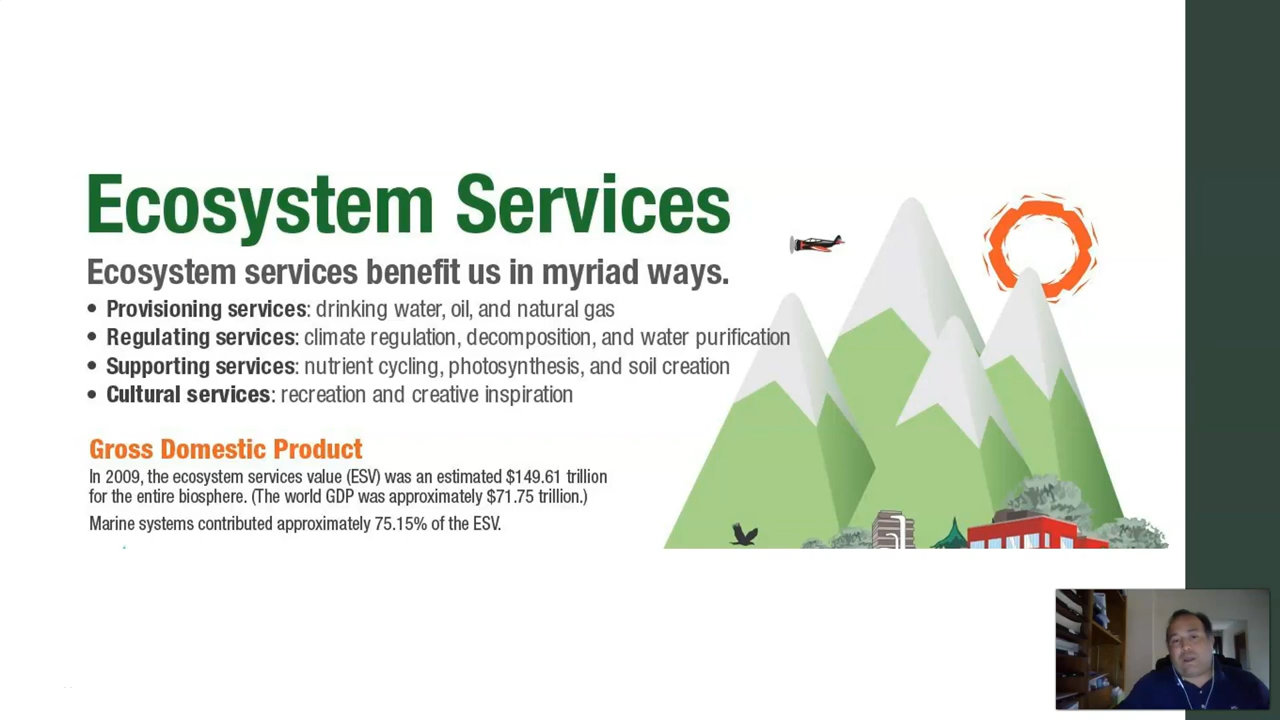 Ecosystem Services
Ecosystem services benefit us in myriad ways.
• Provisioning services: drinking water, oil, and natural gas
• Regulating services: climate regulation, decomposition, and water purification
• Supporting services: nutrient cycling, photosynthesis, and soil creation
• Cultural services: recreation and creative inspiration
Gross Domestic Product
In 2009, the ecosystem services value (ESV) was an estimated $149.61 trillion
for the entire biosphere. (The world GDP was approximately $71.75 trillion.)
Marine systems contributed approximately 75.15% of the ESV.